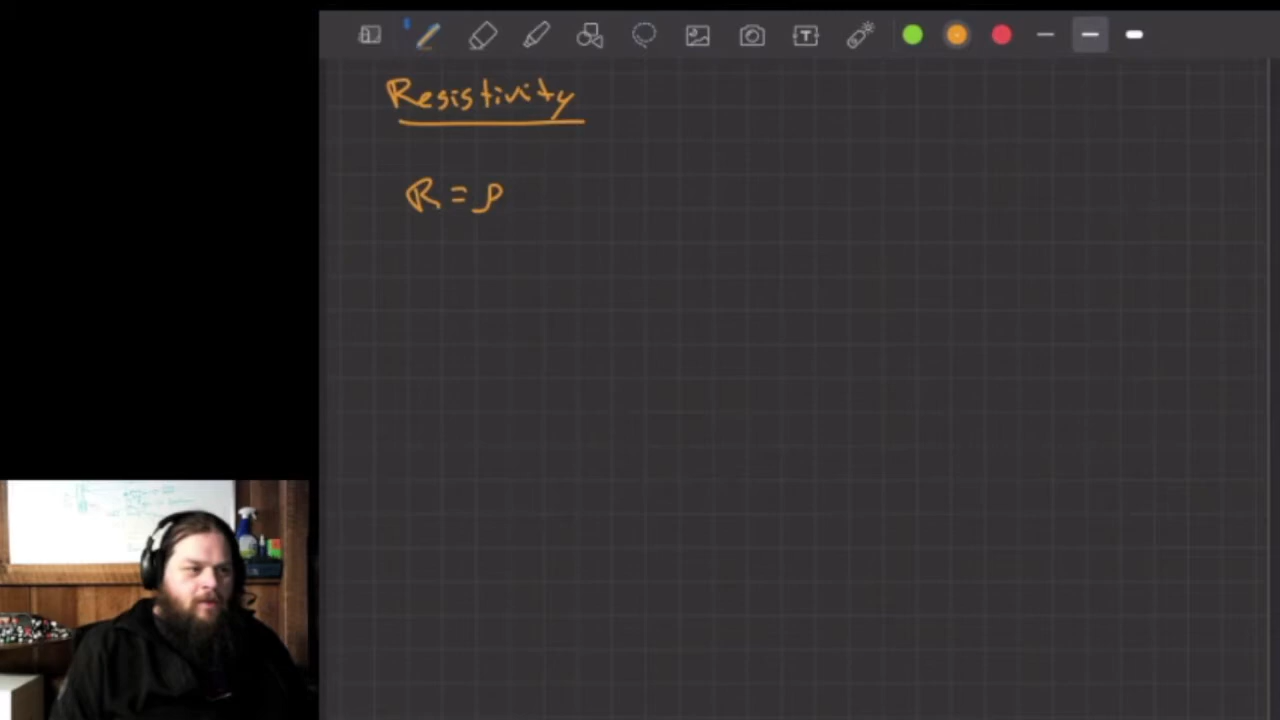 Resistivity
R = ρ